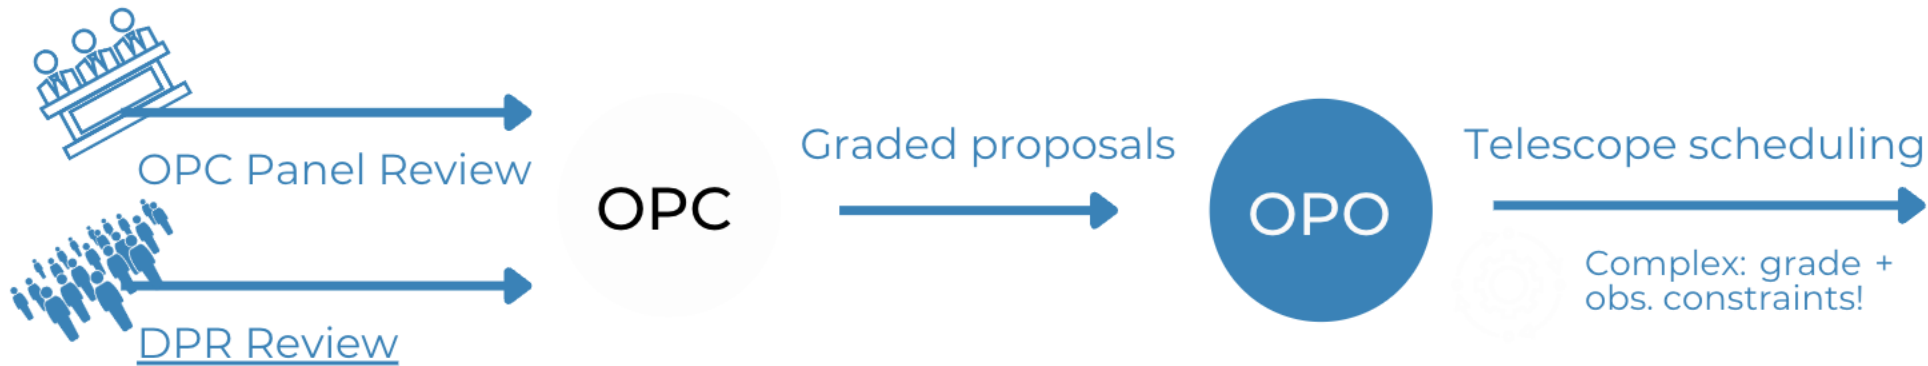 OPC Panel Review
DPR Review
OPC
Graded proposals
OPO
Telescope scheduling
Complex: grade +
obs. constraints!